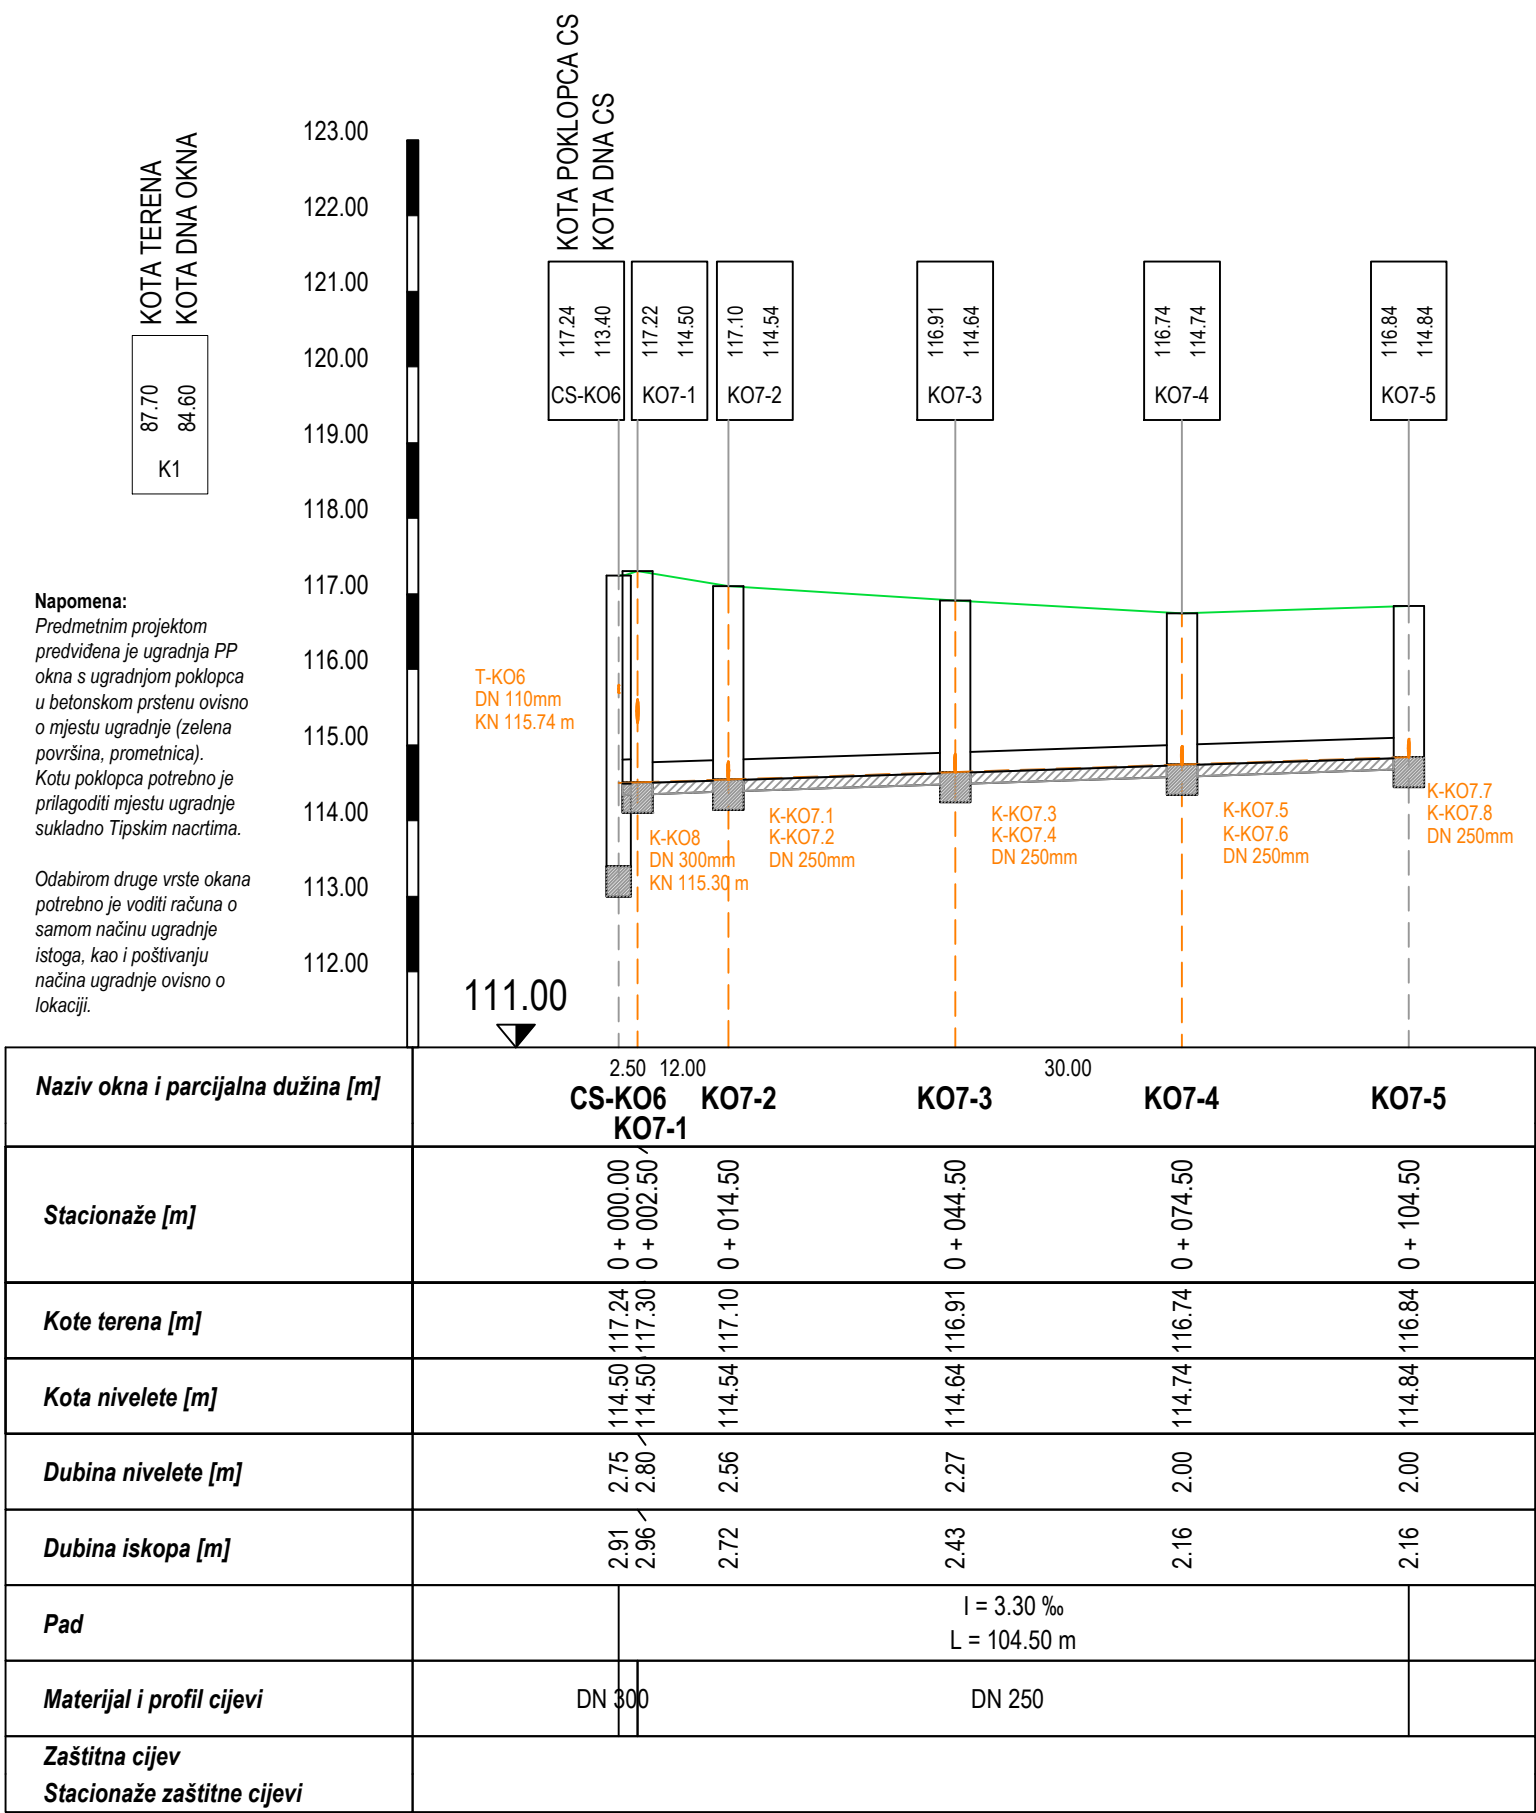 KOTA POKLOPCA CS
KOTA DNA CS
KOTA TERENA
KOTA DNA OKNA
87.70
84.60
K1
123.00
122.00
121.00
120.00
119.00
118.00
117.00
116.00
115.00
114.00
113.00
112.00
111.00
117.24
113.40
CS-KO6
117.22
114.50
KO7-1
117.10
114.54
KO7-2
116.91
114.64
KO7-3
116.74
114.74
KO7-4
116.84
114.84
KO7-5
Napomena:
Predmetnim projektom
predviđena je ugradnja PP
okna s ugradnjom poklopca
u betonskom prstenu ovisno
o mjestu ugradnje (zelena
površina, prometnica).
Kotu poklopca potrebno je
prilagoditi mjestu ugradnje
sukladno Tipskim nacrtima.
Odabirom druge vrste okana
potrebno je voditi računa o
samom načinu ugradnje
istoga, kao i poštivanju
načina ugradnje ovisno o
lokaciji.
T-KO6
DN 110mm
KN 115.74 m
K-KO8
DN 300mm
KN 115.30 m
K-KO7.1
K-KO7.2
DN 250mm
K-KO7.3
K-KO7.4
DN 250mm
K-KO7.5
K-KO7.6
DN 250mm
K-KO7.7
K-KO7.8
DN 250mm
Naziv okna i parcijalna dužina [m]
2.50 12.00 30.00
CS-KO6 KO7-2 KO7-3 KO7-4 KO7-5
KO7-1
Stacionaže [m]
0 + 000.00
0 + 002.50
0 + 014.50
0 + 044.50
0 + 074.50
0 + 104.50
Kote terena [m]
117.24
117.30
117.10
116.91
116.74
116.84
Kota nivelete [m]
114.50
114.50
114.54
114.64
114.74
114.84
Dubina nivelete [m]
2.75
2.80
2.56
2.27
2.00
2.00
Dubina iskopa [m]
2.91
2.96
2.72
2.43
2.16
2.16
Pad
I = 3.30 ‰
L = 104.50 m
Materijal i profil cijevi
DN 300
DN 250
Zaštitna cijev
Stacionaže zaštitne cijevi